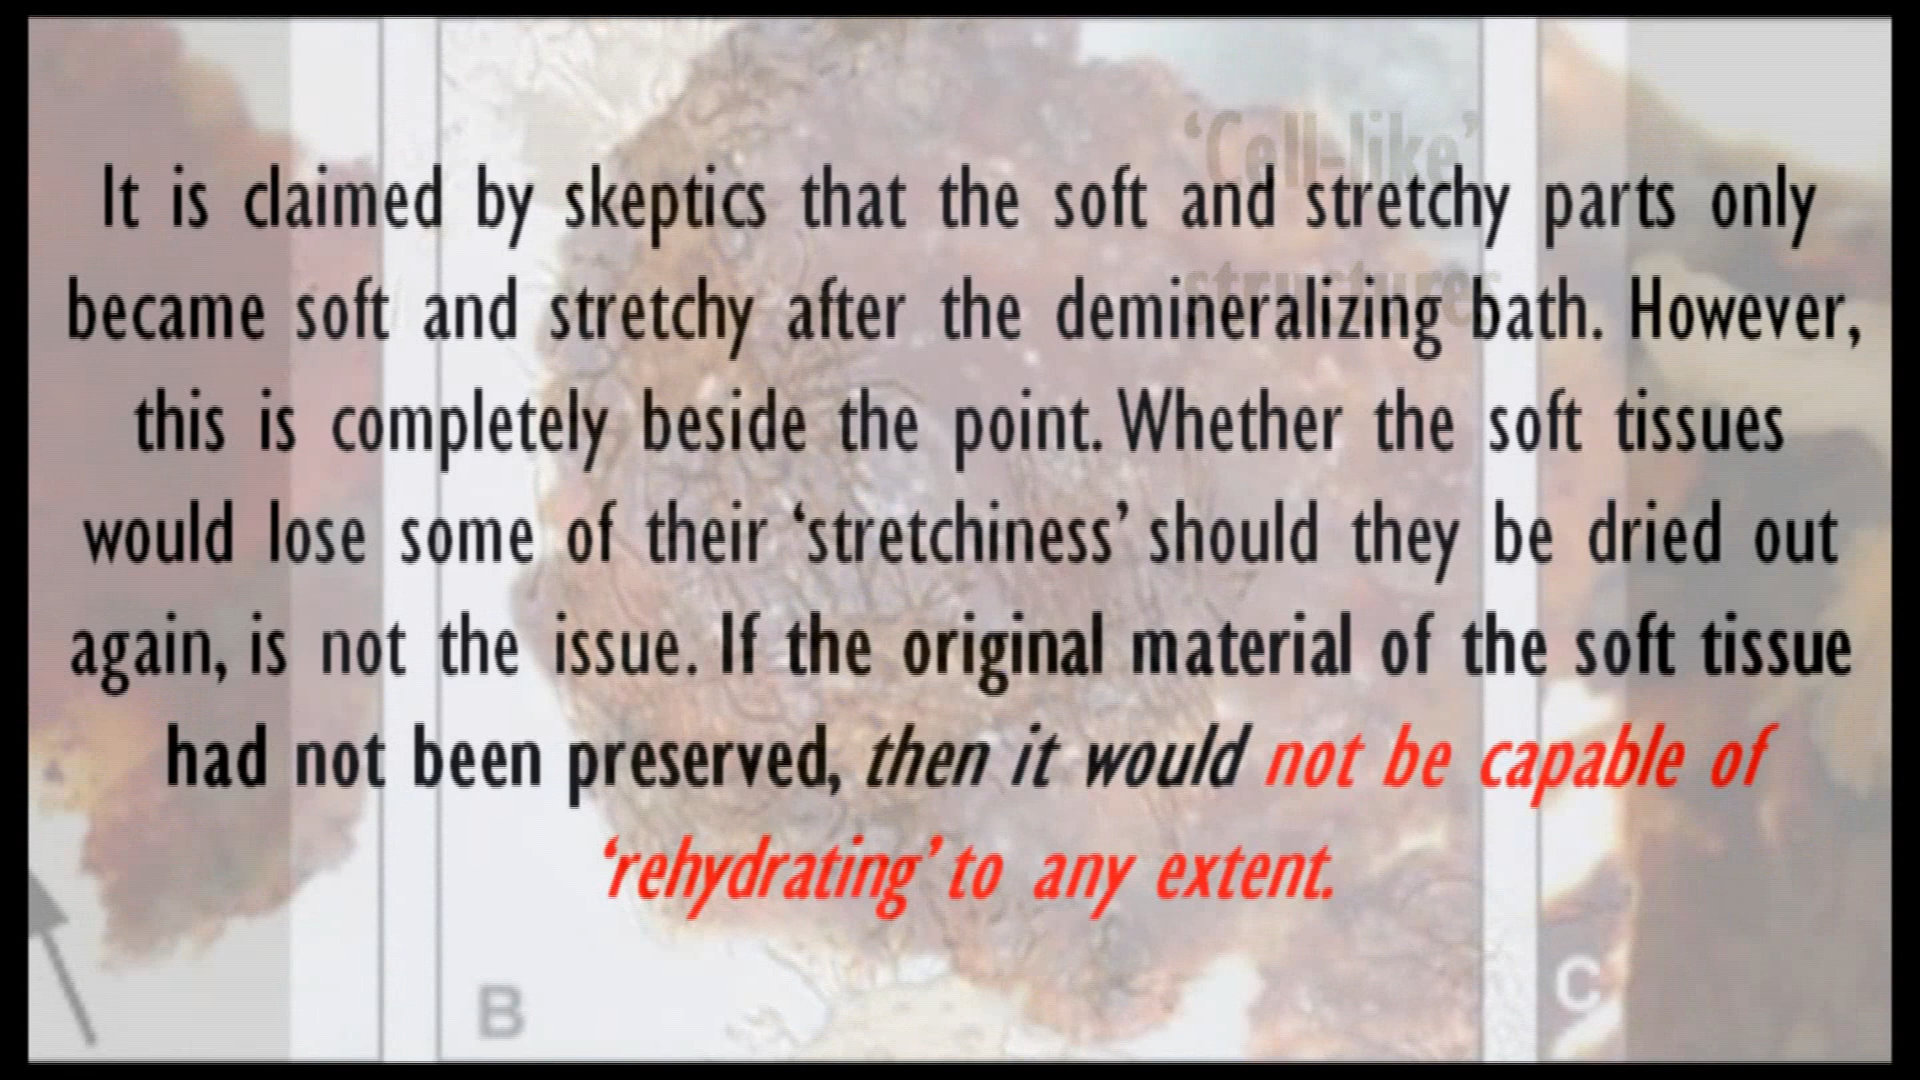 ‘Cell-like’
structures
It is claimed by skeptics that the soft and stretchy parts only
became soft and stretchy after the demineralizing bath. However,
this is completely beside the point. Whether the soft tissues
would lose some of their ‘stretchiness’ should they be dried out
again, is not the issue. If the original material of the soft tissue
had not been preserved, then it would not be capable of
‘rehydrating’ to any extent.
B
C